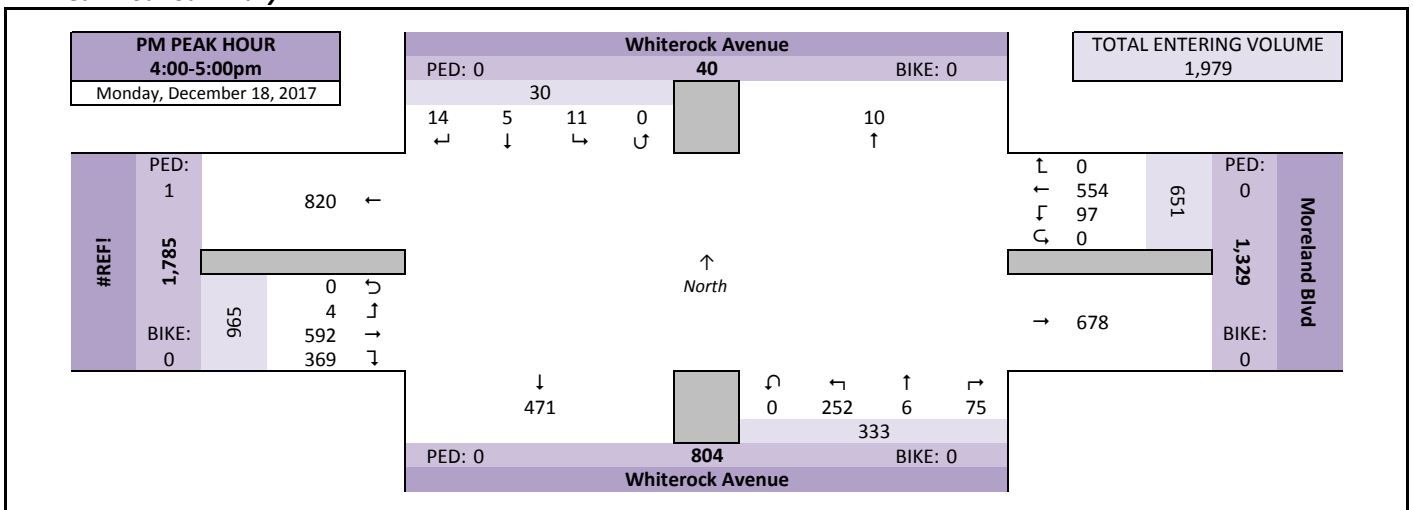 PM PEAK HOUR
4:00-5:00pm
Monday, December 18, 2017
Whiterock Avenue
PED: 0 40 BIKE: 0
TOTAL ENTERING VOLUME
1,979
30
14 5 11 0
↵ ↓ ↳ ↺
10
↑
#REF!
PED:
1
1,785
BIKE:
0
820 ←
965
0 ⮌
4 ⮥
592 →
369 ⮧
↑
North
↑ 0
← 554
↓ 97
⮎ 0
651
→ 678
PED:
0
1,329
BIKE:
0
Moreland Blvd
↓
471
↷ ↰ ↑ ↱
0 252 6 75
333
PED: 0 804 BIKE: 0
Whiterock Avenue